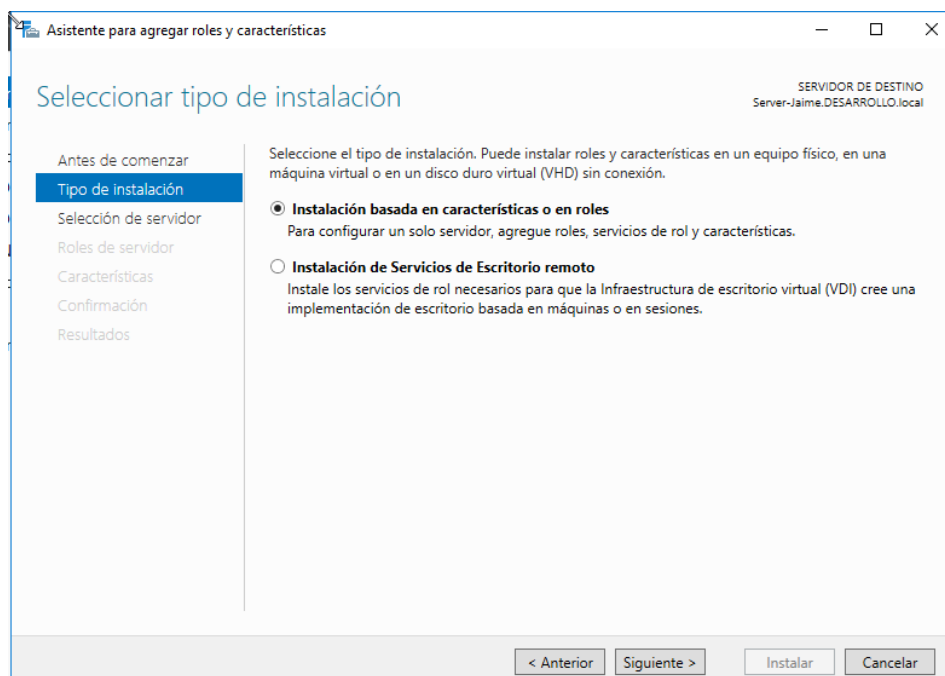 Asistente para agregar roles y características
Seleccionar tipo de instalación
SERVIDOR DE DESTINO
Server-Jaime.DESARROLLO.local
Antes de comenzar
Tipo de instalación
Selección de servidor
Roles de servidor
Características
Confirmación
Resultados
Seleccione el tipo de instalación. Puede instalar roles y características en un equipo físico, en una
máquina virtual o en un disco duro virtual (VHD) sin conexión.
Instalación basada en características o en roles
Para configurar un solo servidor, agregue roles, servicios de rol y características.
Instalación de Servicios de Escritorio remoto
Instale los servicios de rol necesarios para que la Infraestructura de escritorio virtual (VDI) cree una
implementación de escritorio basada en máquinas o en sesiones.
< Anterior
Siguiente >
Instalar
Cancelar